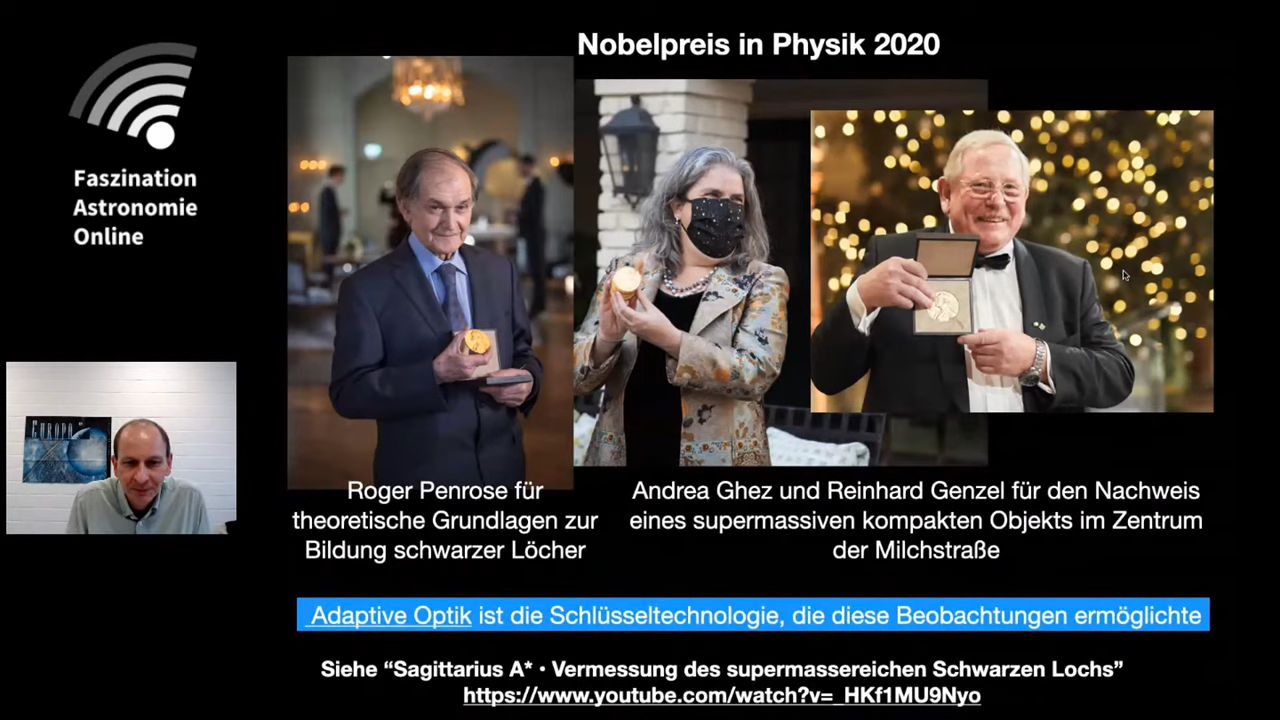 Nobelpreis in Physik 2020
Faszination
Astronomie
Online
EUROPA
Roger Penrose für
theoretische Grundlagen zur
Bildung schwarzer Löcher
Andrea Ghez und Reinhard Genzel für den Nachweis
eines supermassiven kompakten Objekts im Zentrum
der Milchstraße
Adaptive Optik ist die Schlüsseltechnologie, die diese Beobachtungen ermöglichte
Siehe “Sagittarius A* · Vermessung des supermassereichen Schwarzen Lochs”
https://www.youtube.com/watch?v=_HKf1MU9Nyo